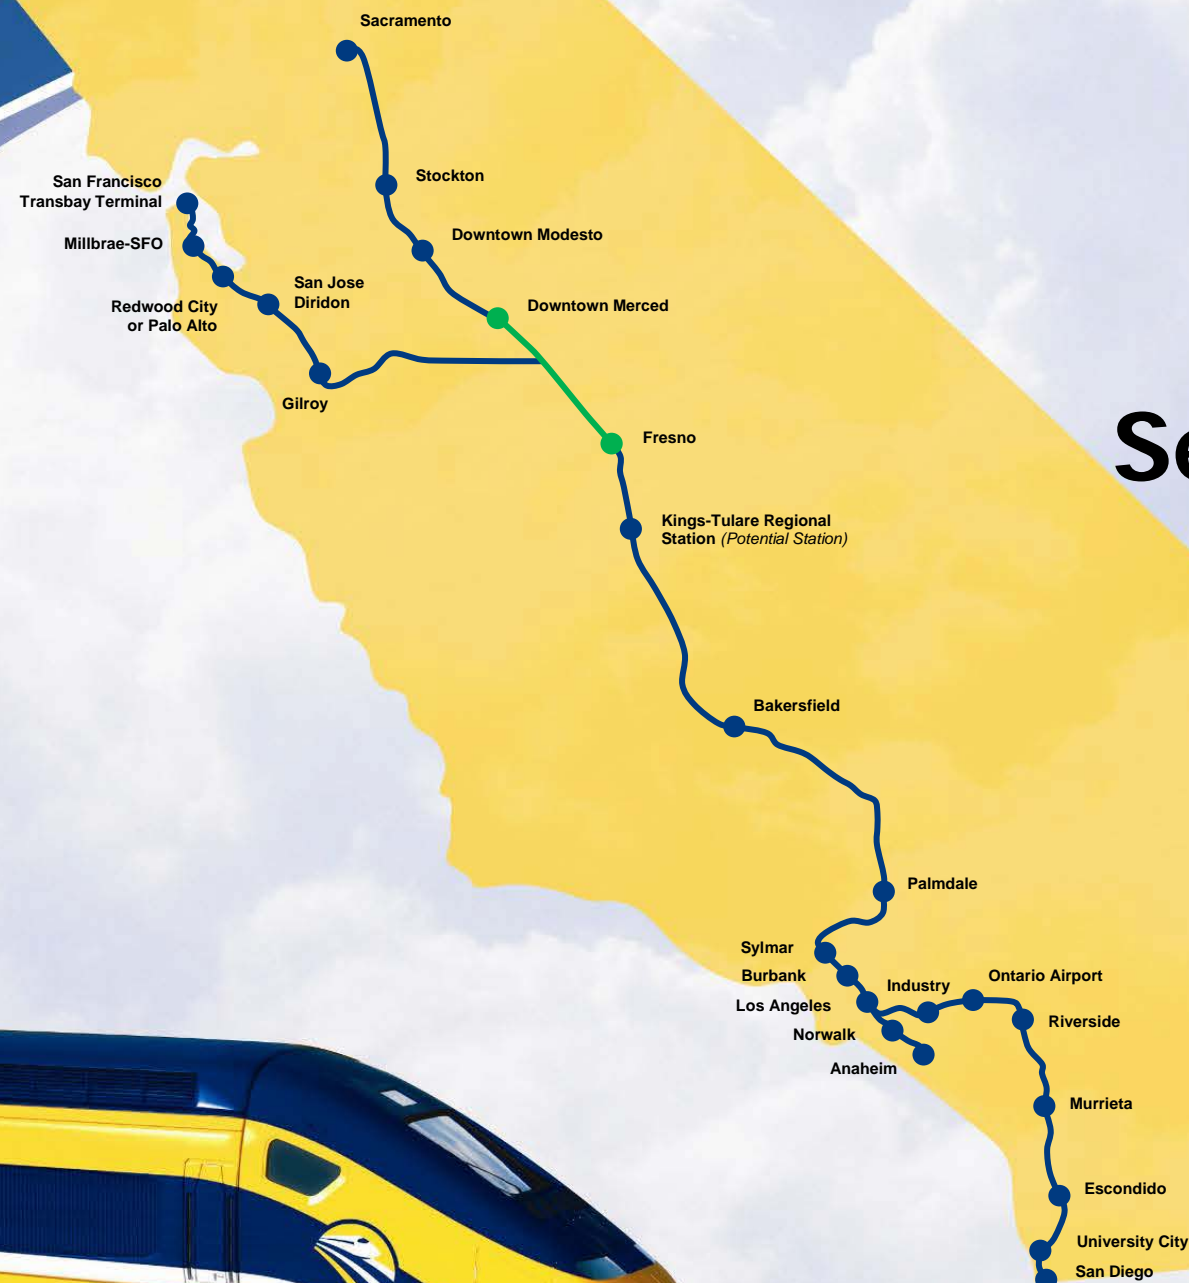 Sacramento
San Francisco
Transbay Terminal
Stockton
Millbrae-SFO
Downtown Modesto
San Jose
Diridon
Redwood City
or Palo Alto
Downtown Merced
Gilroy
Fresno
Se
Kings-Tulare Regional
Station (Potential Station)
Bakersfield
Palmdale
Sylmar
Burbank
Los Angeles
Industry
Ontario Airport
Norwalk
Riverside
Anaheim
Murrieta
Escondido
University City
San Diego